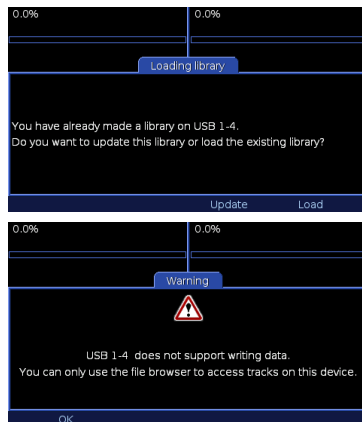 0.0%
0.0%
Loading library
You have already made a library on USB 1-4.
Do you want to update this library or load the existing library?
Update
Load
0.0%
0.0%
Warning
USB 1-4 does not support writing data.
You can only use the file browser to access tracks on this device.
OK